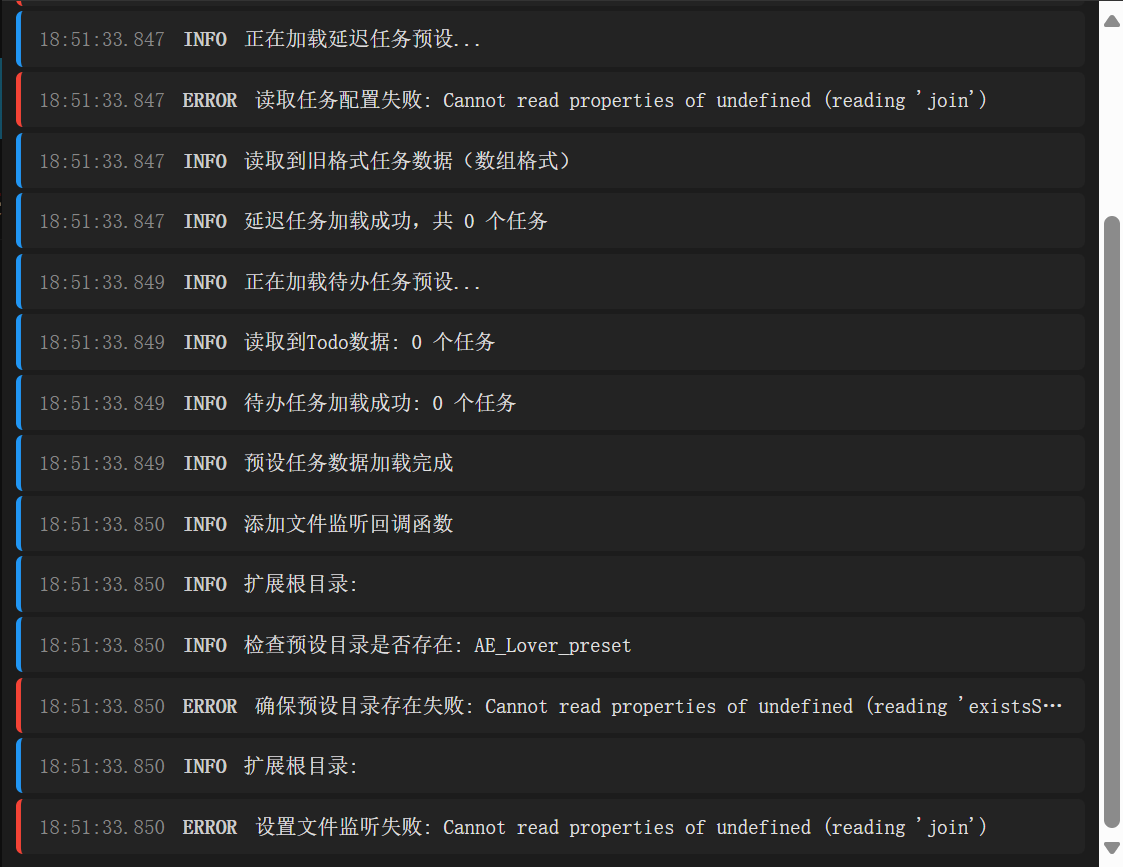 18:51:33.847 INFO 正在加载延迟任务预设...
18:51:33.847 ERROR 读取任务配置失败: Cannot read properties of undefined (reading 'join')
18:51:33.847 INFO 读取到旧格式任务数据（数组格式）
18:51:33.847 INFO 延迟任务加载成功，共 0 个任务
18:51:33.849 INFO 正在加载待办任务预设...
18:51:33.849 INFO 读取到Todo数据: 0 个任务
18:51:33.849 INFO 待办任务加载成功: 0 个任务
18:51:33.849 INFO 预设任务数据加载完成
18:51:33.850 INFO 添加文件监听回调函数
18:51:33.850 INFO 扩展根目录:
18:51:33.850 INFO 检查预设目录是否存在: AE_Lover_preset
18:51:33.850 ERROR 确保预设目录存在失败: Cannot read properties of undefined (reading 'existsS…
18:51:33.850 INFO 扩展根目录:
18:51:33.850 ERROR 设置文件监听失败: Cannot read properties of undefined (reading 'join')